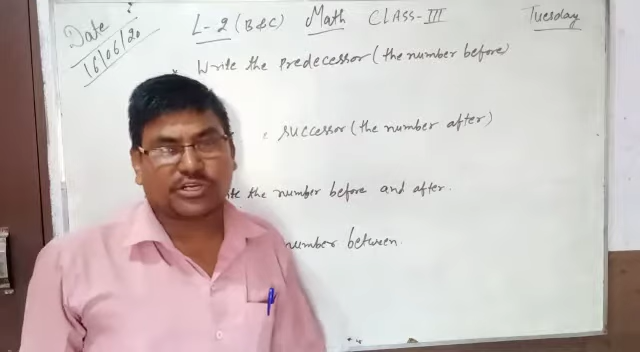 Date :
16/06/20
L-2 (B&C) Math CLASS-III
Tuesday
Write the predecessor (the number before)
successor (the number after)
the number before and after.
number between.